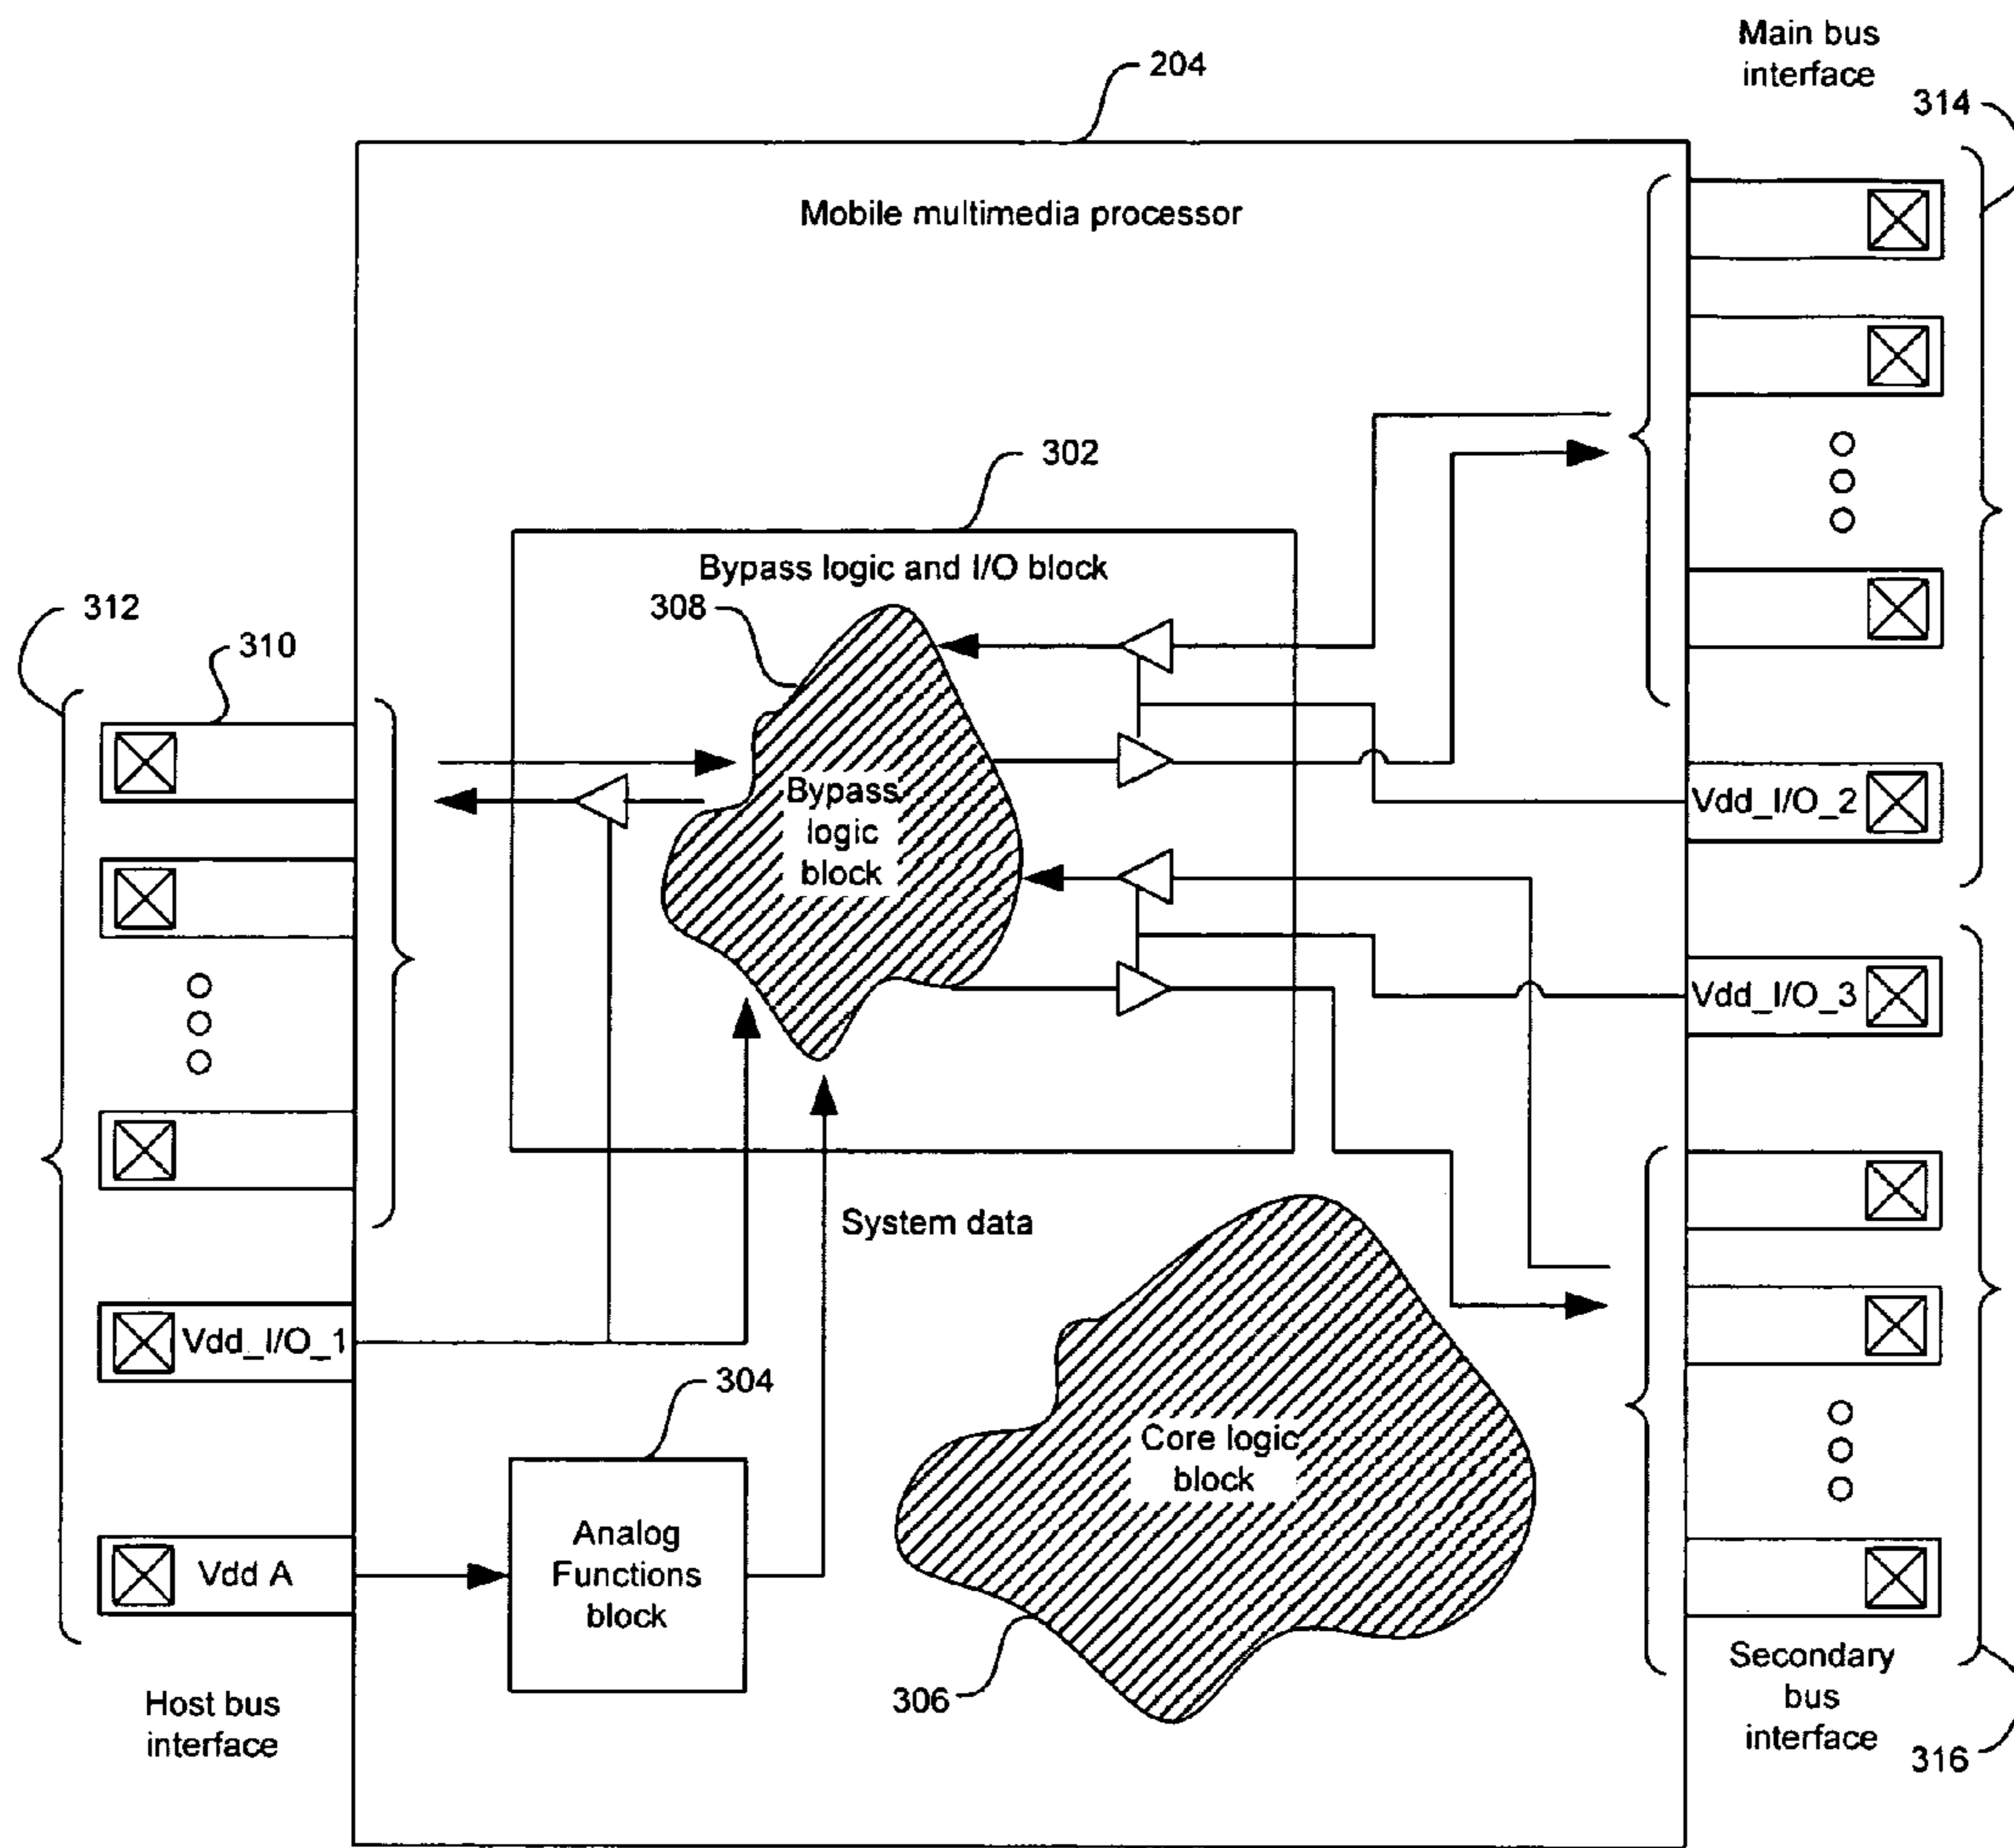 Main bus
interface
314
204
Mobile multimedia processor
302
Bypass logic and I/O block
308
312
310
Bypass
logic
block
Vdd_I/O_2
Vdd_I/O_3
System data
Vdd_I/O_1
304
Core logic
block
Analog
Functions
block
Vdd A
306
Host bus
interface
Secondary
bus
interface
316